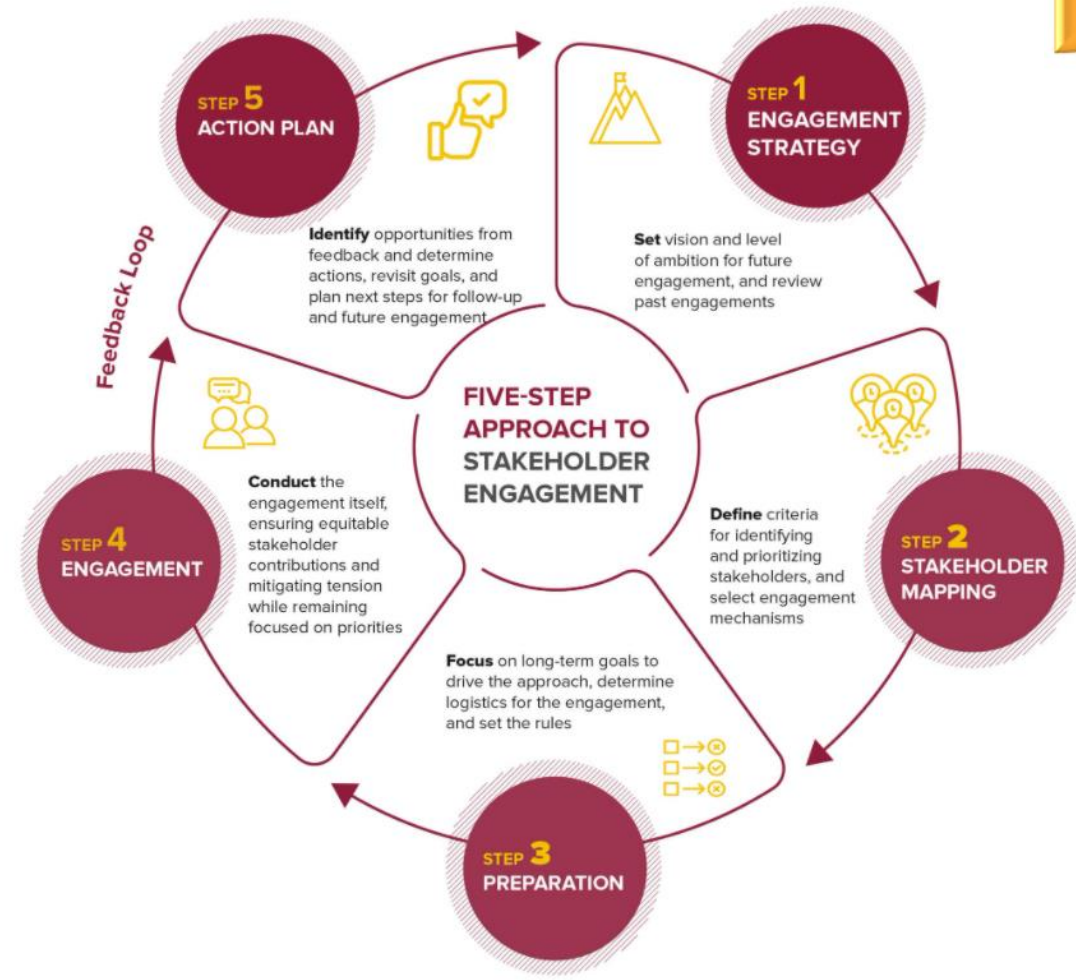 FIVE-STEP
APPROACH TO
STAKEHOLDER
ENGAGEMENT
STEP 1
ENGAGEMENT
STRATEGY
Set vision and level
of ambition for future
engagement, and review
past engagements
STEP 2
STAKEHOLDER
MAPPING
Define criteria
for identifying
and prioritizing
stakeholders, and
select engagement
mechanisms
STEP 3
PREPARATION
Focus on long-term goals to
drive the approach, determine
logistics for the engagement,
and set the rules
STEP 4
ENGAGEMENT
Conduct the
engagement itself,
ensuring equitable
stakeholder
contributions and
mitigating tension
while remaining
focused on priorities
Feedback Loop
STEP 5
ACTION PLAN
Identify opportunities from
feedback and determine
actions, revisit goals, and
plan next steps for follow-up
and future engagement